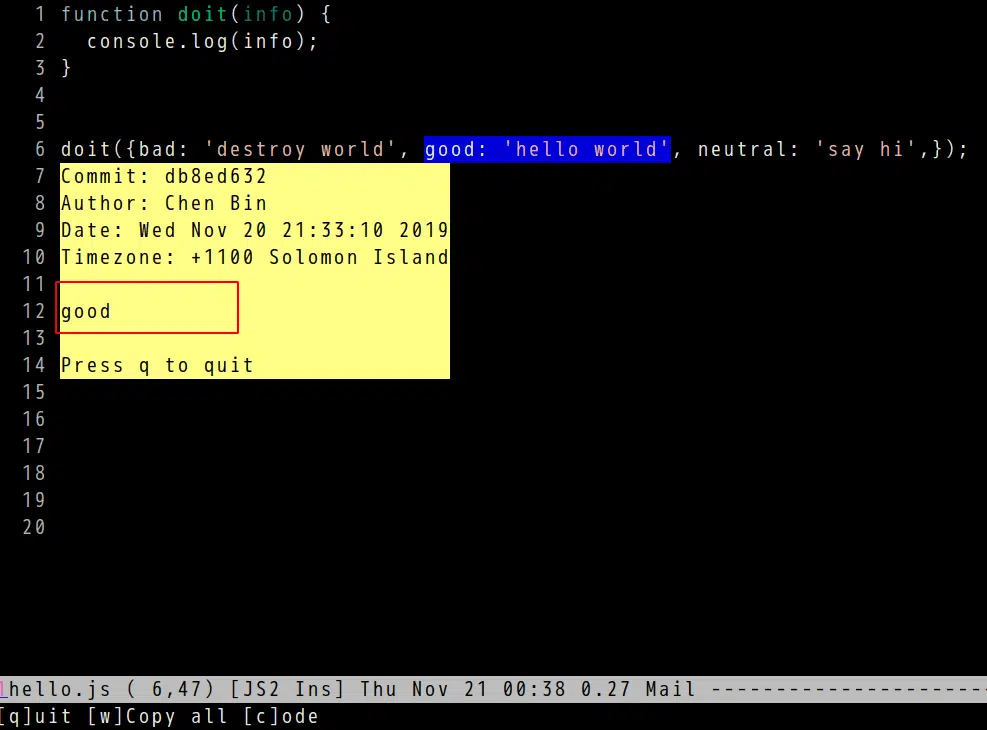 1 function doit(info) {
2   console.log(info);
3 }
4
5
6 doit({bad: 'destroy world', good: 'hello world', neutral: 'say hi',});
7 Commit: db8ed632
8 Author: Chen Bin
9 Date: Wed Nov 20 21:33:10 2019
10 Timezone: +1100 Solomon Island
11
12 good
13
14 Press q to quit
15
16
17
18
19
20
hello.js ( 6,47) [JS2 Ins] Thu Nov 21 00:38 0.27 Mail ----------------------
[q]uit [w]Copy all [c]ode